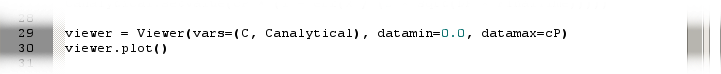 29 viewer = Viewer(vars=(C, Canalytical), datamin=0.0, datamax=cP)
30 viewer.plot()